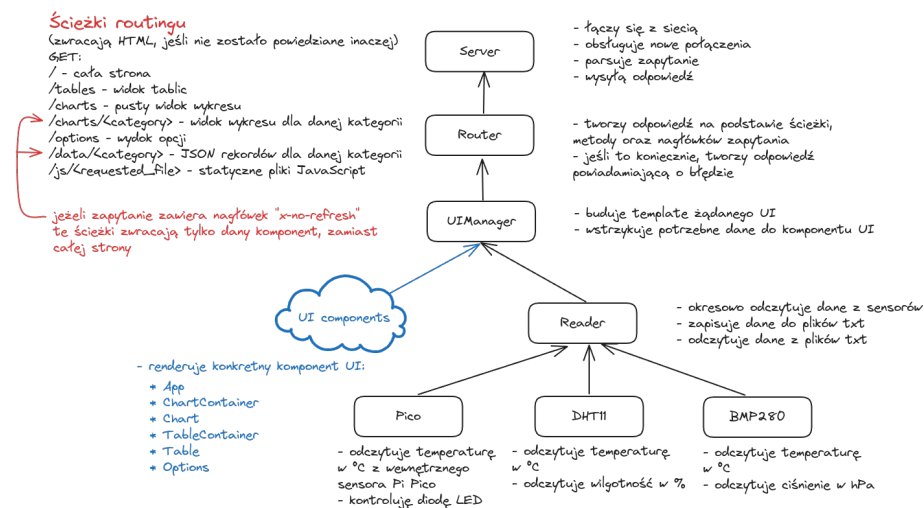 Ścieżki routingu
(zwracają HTML, jeśli nie zostało powiedziane inaczej)
GET:
/ - cała strona
/tables - widok tablic
/charts - pusty widok wykresu
/charts/<category> - widok wykresu dla danej kategorii
/options - wydok opcji
/data/<category> - JSON rekordów dla danej kategorii
/js/<requested_file> - statyczne pliki JavaScript
jeżeli zapytanie zawiera nagłówek "x-no-refresh"
te ścieżki zwracają tylko dany komponent, zamiast
całej strony
Server
- łączy się z siecią
- obsługuje nowe połączenia
- parsuje zapytanie
- wysyłą odpowiedź
Router
- tworzy odpowiedź na podstawie ścieżki,
metody oraz nagłówków zapytania
- jeśli to koniecznie, tworzy odpowiedź
powiadamiającą o błędzie
UIManager
- buduje template żądanego UI
- wstrzykuje potrzebne dane do komponentu UI
UI components
- renderuje konkretny komponent UI:
* App
* ChartContainer
* Chart
* TableContainer
* Table
* Options
Reader
- okresowo odczytuje dane z sensorów
- zapisuje dane do plików txt
- odczytuje dane z plików txt
Pico
- odczytuje temperaturę
w °C z wewnętrznego
sensora Pi Pico
- kontroluję diodę LED
DHT11
- odczytuje temperaturę
w °C
- odczytuje wilgotność w %
BMP280
- odczytuje temperaturę
w °C
- odczytuje ciśnienie w hPa